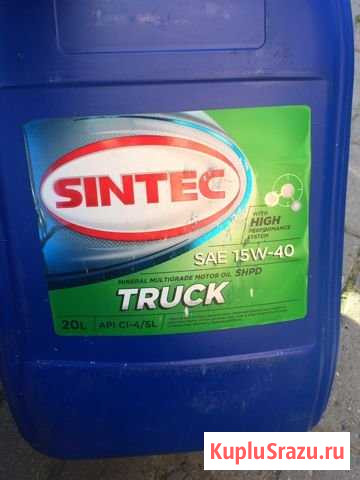 SINTEC
WITH
HIGH
PERFORMANCE
SYSTEM
SAE 15W-40
MINERAL MULTIGRADE MOTOR OIL SHPD
TRUCK
20L API CI-4/SL
KupluSrazu.ru